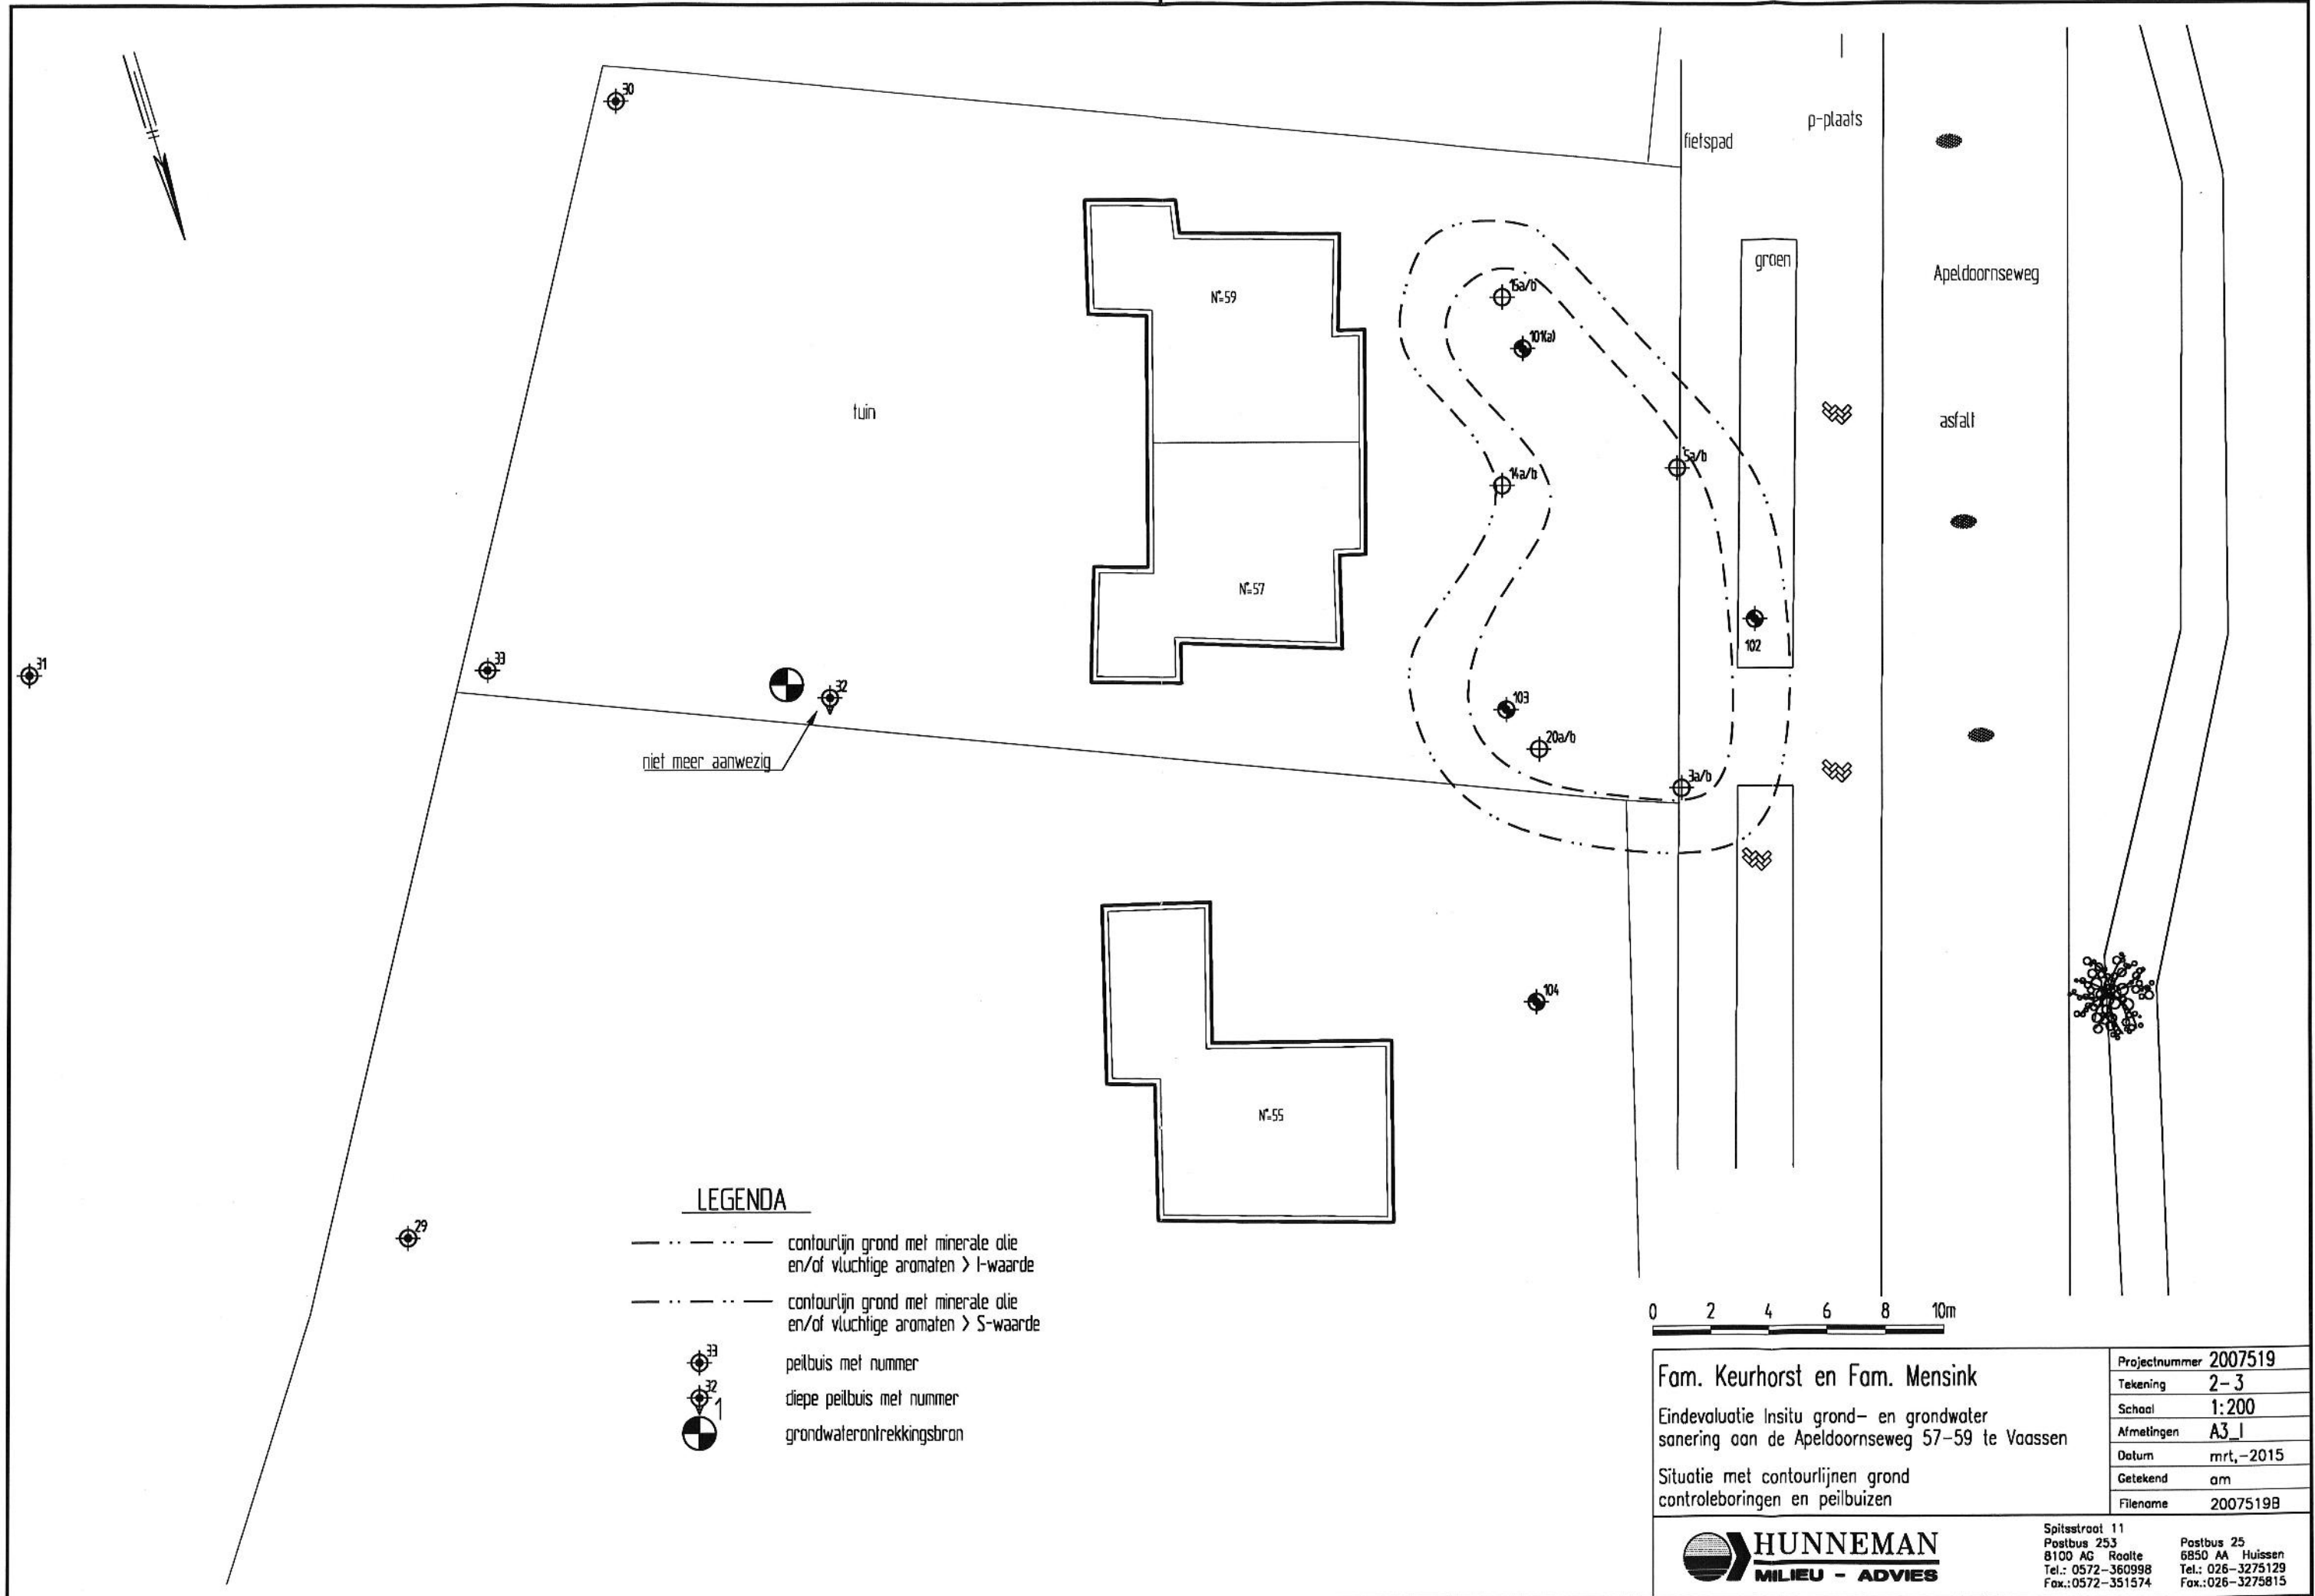 30
fietspad
p-plaats
groen
Apeldoornseweg
N°=59
15a/b
101(a)
tuin
asfalt
5a/b
14a/b
N°=57
102
31
33
32
103
20a/b
niet meer aanwezig
3a/b
104
N°=55
29
LEGENDA
contourlijn grond met minerale olie
en/of vluchtige aromaten > I-waarde
contourlijn grond met minerale olie
en/of vluchtige aromaten > S-waarde
33 peilbuis met nummer
32 diepe peilbuis met nummer
1
grondwaterontrekkingsbron
0 2 4 6 8 10m
Fam. Keurhorst en Fam. Mensink
Eindevaluatie Insitu grond- en grondwater
sanering aan de Apeldoornseweg 57-59 te Vaassen
Situatie met contourlijnen grond
controleboringen en peilbuizen
Projectnummer 2007519
Tekening 2-3
Schaal 1:200
Afmetingen A3_l
Datum mrt,-2015
Getekend am
Filename 2007519B
HUNNEMAN
MILIEU - ADVIES
Spitsstraat 11
Postbus 253
8100 AG Raalte
Tel.: 0572-360998
Fax.:0572-351574
Postbus 25
6850 AA Huissen
Tel.: 026-3275129
Fax.:026-3275815